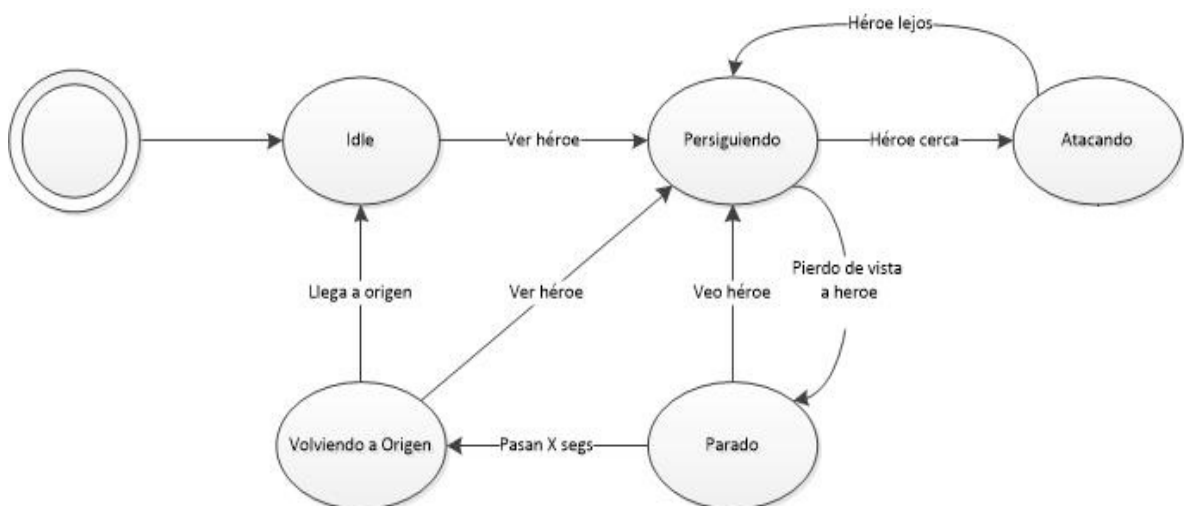 Héroe lejos
Idle
Ver héroe
Persiguiendo
Héroe cerca
Atacando
Llega a origen
Ver héroe
Veo héroe
Pierdo de vista
a heroe
Volviendo a Origen
Pasan X segs
Parado